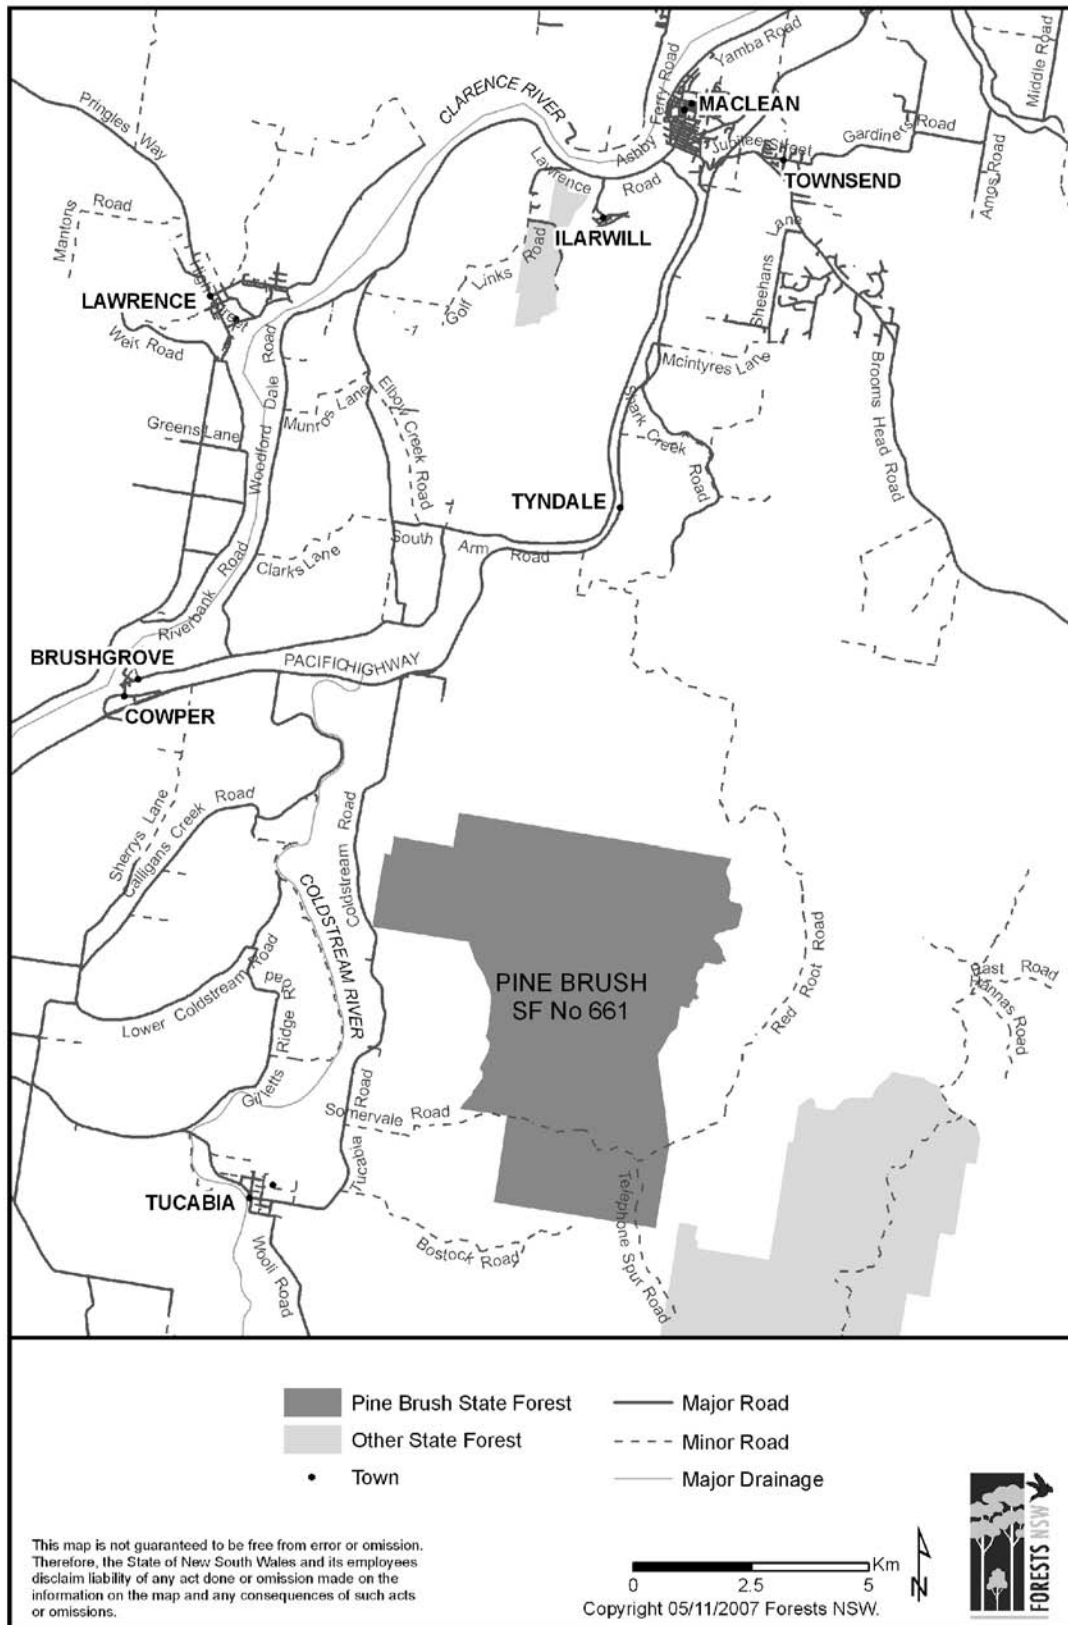 Yamba Road
Middle Road
CLARENCE RIVER
Ashby Ferry Road
MACLEAN
Pringles Way
Gardiners Road
Jubilee Street
Lawrence Road
TOWNSEND
Amos Road
Mantons Road
ILARWILL
Sheehans Lane
Golf Links Road
LAWRENCE
High Street
-1
Weir Road
Mcintyres Lane
Woodford Dale Road
Munros Lane
Elbow Creek Road
Shark Creek Road
Brooms Head Road
Greens Lane
TYNDALE
South Arm Road
Clarks Lane
Riverbank Road
BRUSHGROVE
PACIFIC HIGHWAY
COWPER
Sherrys Lane
Calligans Creek Road
Coldstream Road
COLDSTREAM RIVER
Lower Coldstream Road
Gilletts Ridge Road
PINE BRUSH
SF No 661
Red Root Road
East Road
Hannas Road
Somervale Road
Tucabia Road
TUCABIA
Bostock Road
Telephone Spur Road
Wooli Road
Pine Brush State Forest
Other State Forest
Town
Major Road
Minor Road
Major Drainage
This map is not guaranteed to be free from error or omission.
Therefore, the State of New South Wales and its employees
disclaim liability of any act done or omission made on the
information on the map and any consequences of such acts
or omissions.
Km
0 2.5 5
N
Copyright 05/11/2007 Forests NSW.
FORESTS NSW